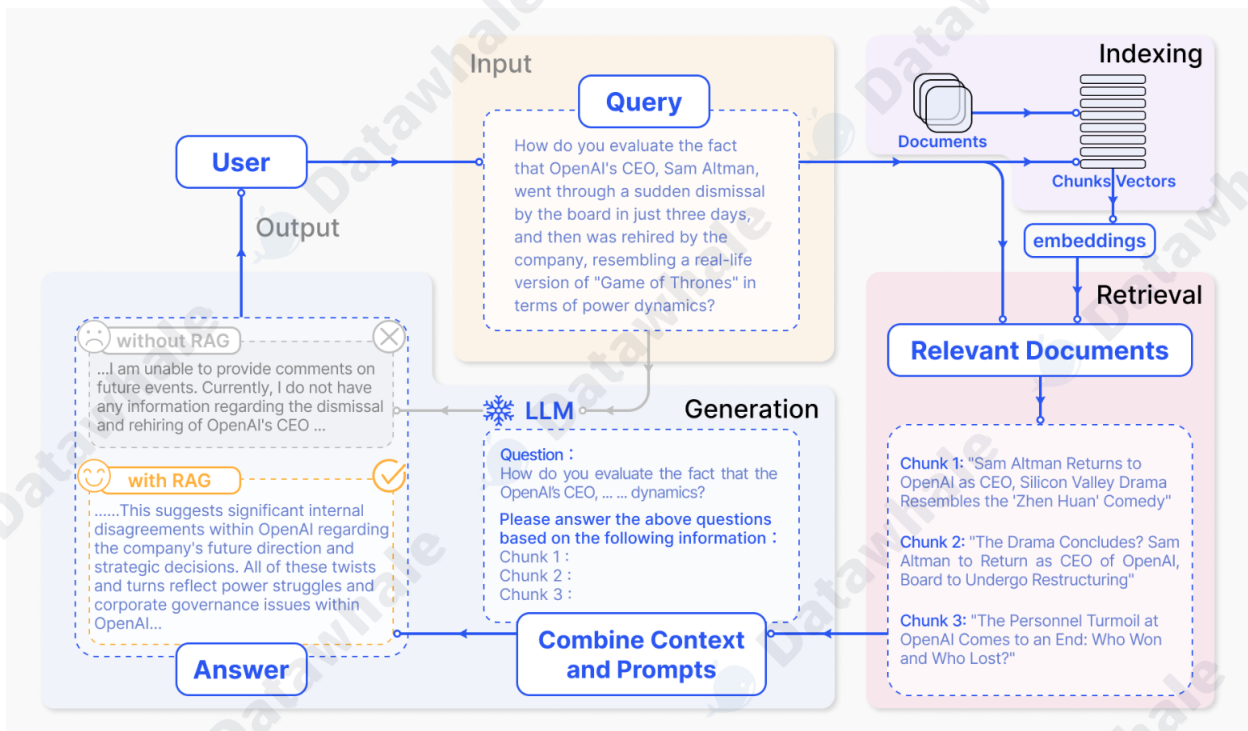 Input
Query
How do you evaluate the fact
that OpenAI's CEO, Sam Altman,
went through a sudden dismissal
by the board in just three days,
and then was rehired by the
company, resembling a real-life
version of "Game of Thrones" in
terms of power dynamics?
Indexing
Documents
Chunks Vectors
embeddings
User
Output
Retrieval
Relevant Documents
Chunk 1: "Sam Altman Returns to
OpenAI as CEO, Silicon Valley Drama
Resembles the 'Zhen Huan' Comedy"
Chunk 2: "The Drama Concludes? Sam
Altman to Return as CEO of OpenAI,
Board to Undergo Restructuring"
Chunk 3: "The Personnel Turmoil at
OpenAI Comes to an End: Who Won
and Who Lost?"
Generation
LLM
Question :
How do you evaluate the fact that the
OpenAI's CEO, ... ... dynamics?
Please answer the above questions
based on the following information :
Chunk 1 :
Chunk 2 :
Chunk 3 :
Combine Context
and Prompts
without RAG
...I am unable to provide comments on
future events. Currently, I do not have
any information regarding the dismissal
and rehiring of OpenAI's CEO ...
with RAG
......This suggests significant internal
disagreements within OpenAI regarding
the company's future direction and
strategic decisions. All of these twists
and turns reflect power struggles and
corporate governance issues within
OpenAI...
Answer
Datawhale
Datawhale
Datawhale
Datawhale
Datawhale
Datawhale
Datawhale
Datawhale
Datawhale
Datawhale